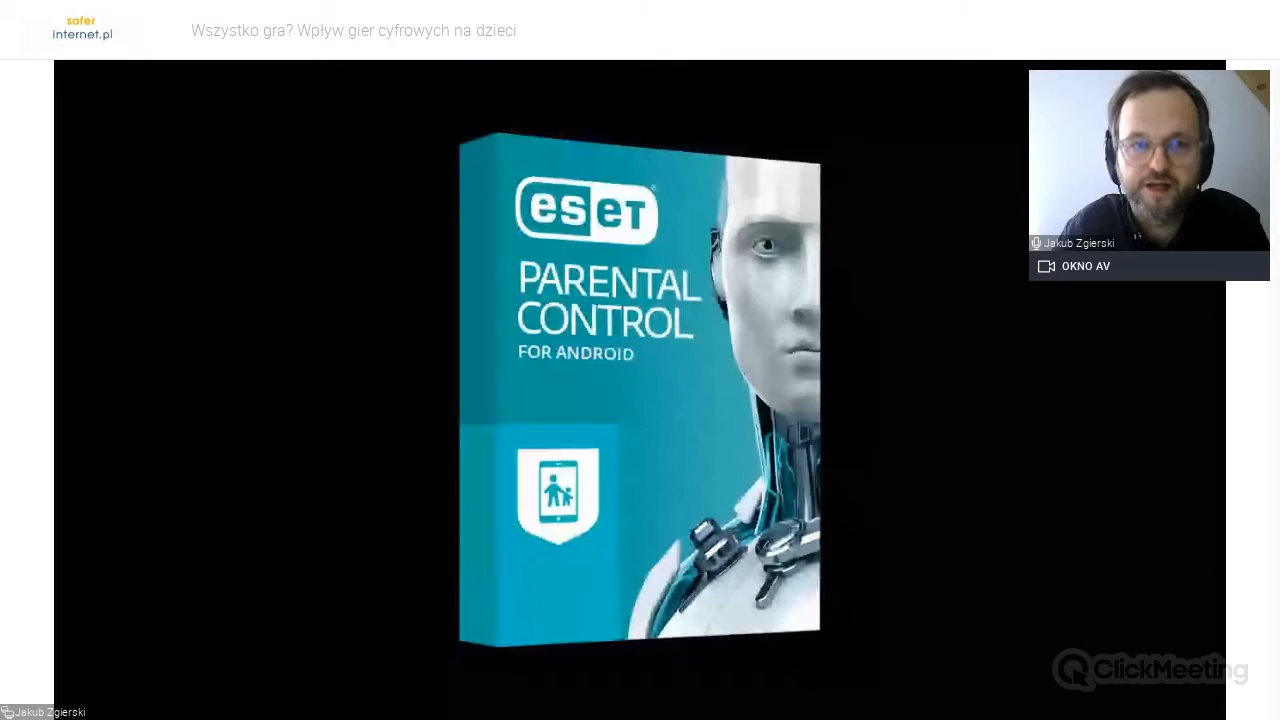 safer
internet.pl
Wszystko gra? Wpływ gier cyfrowych na dzieci
Jakub Zgierski
OKNO AV
eseT
PARENTAL
CONTROL
FOR ANDROID
ClickMeeting
Jakub Zgierski